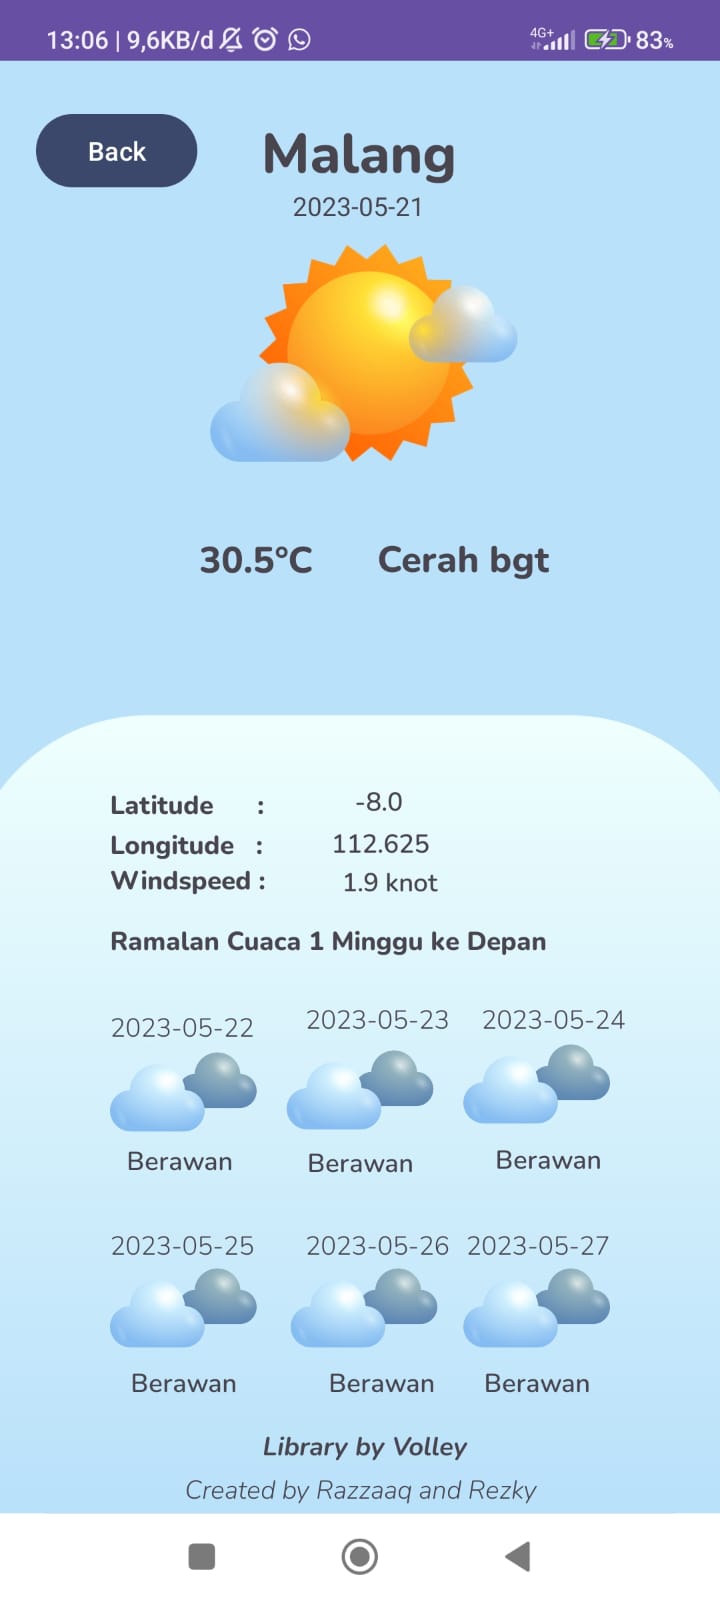 13:06 | 9,6KB/d
4G+ 83%
Back
Malang
2023-05-21
30.5°C Cerah bgt
Latitude : -8.0
Longitude : 112.625
Windspeed : 1.9 knot
Ramalan Cuaca 1 Minggu ke Depan
2023-05-22 2023-05-23 2023-05-24
Berawan Berawan Berawan
2023-05-25 2023-05-26 2023-05-27
Berawan Berawan Berawan
Library by Volley
Created by Razzaaq and Rezky